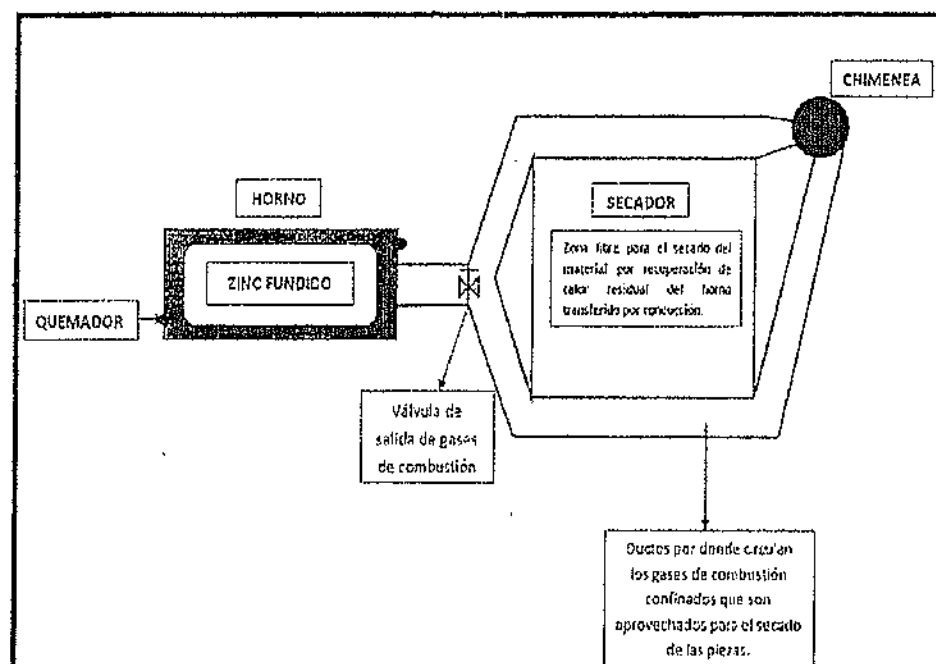 CHIMENEA
HORNO
SECADOR
Zona libre para el secado del
material por recuperación de
calor residual del horno
transferido por conducción.
ZINC FUNDIDO
QUEMADOR
Válvula de
salida de gases
de combustión
Ductos por donde circulan
los gases de combustión
confinados que son
aprovechados para el secado
de las piezas.